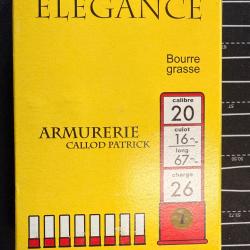 ELEGANCE
Bourre
grasse
calibre
20
ARMURERIE
CALLOD PATRICK
culot
16
long
67
charge
26